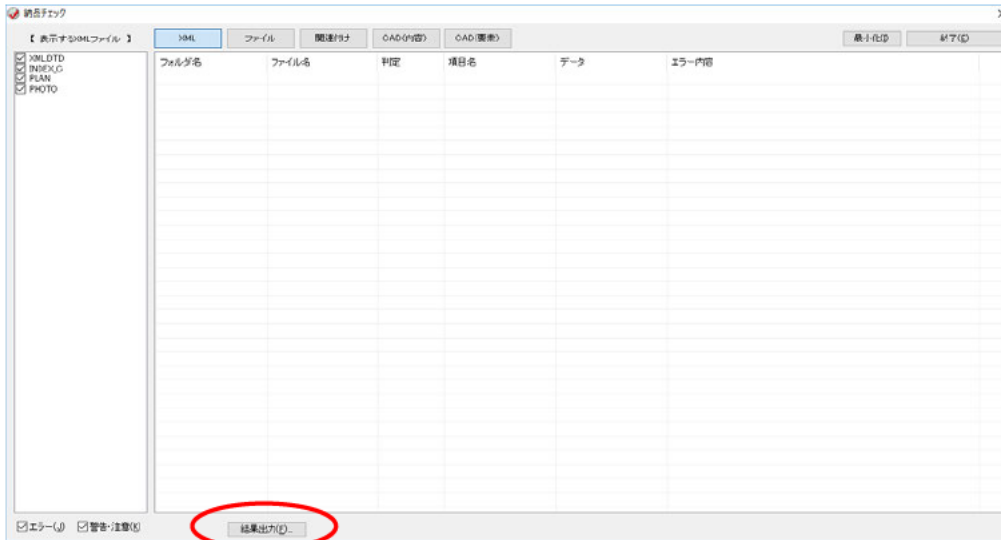 納品チェック
【 表示するXMLファイル 】
XML ファイル 関連付け CAD(内容) CAD(要素) 最小化(I) 終了(E)
XMLDTD
INDEX_C
PLAN
PHOTO
フォルダ名 ファイル名 判定 項目名 データ エラー内容
エラー(J) 警告・注意(K) 結果出力(F)...